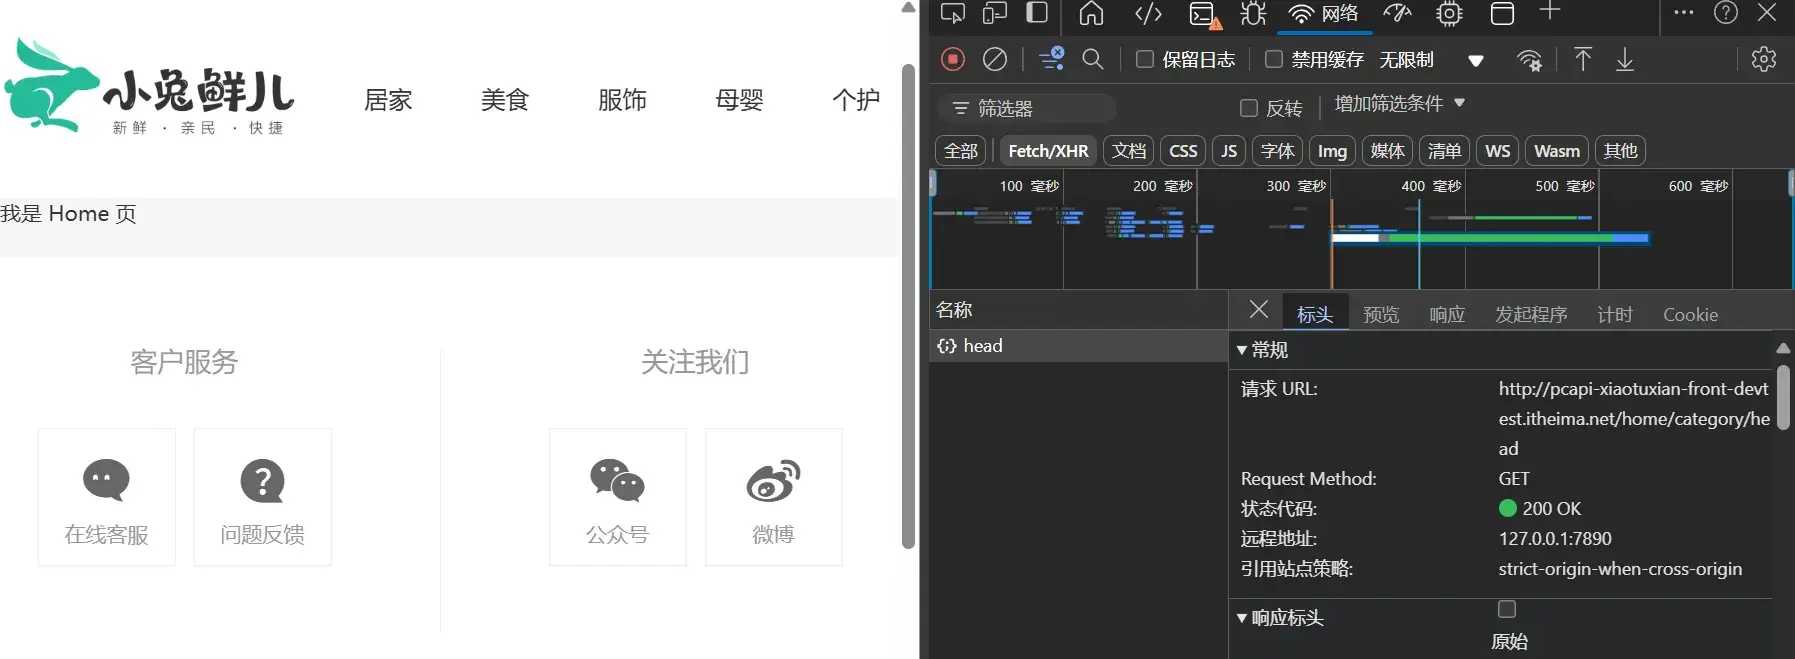 小兔鲜儿
新鲜 · 亲民 · 快捷
居家
美食
服饰
母婴
个护
我是 Home 页
客户服务
关注我们
在线客服
问题反馈
公众号
微博
网络
保留日志
禁用缓存
无限制
筛选器
反转
增加筛选条件
全部
Fetch/XHR
文档
CSS
JS
字体
Img
媒体
清单
WS
Wasm
其他
100 毫秒
200 毫秒
300 毫秒
400 毫秒
500 毫秒
600 毫秒
名称
标头
预览
响应
发起程序
计时
Cookie
head
常规
请求 URL:
http://pcapi-xiaotuxian-front-devt
est.itheima.net/home/category/he
ad
Request Method:
GET
状态代码:
200 OK
远程地址:
127.0.0.1:7890
引用站点策略:
strict-origin-when-cross-origin
响应标头
原始